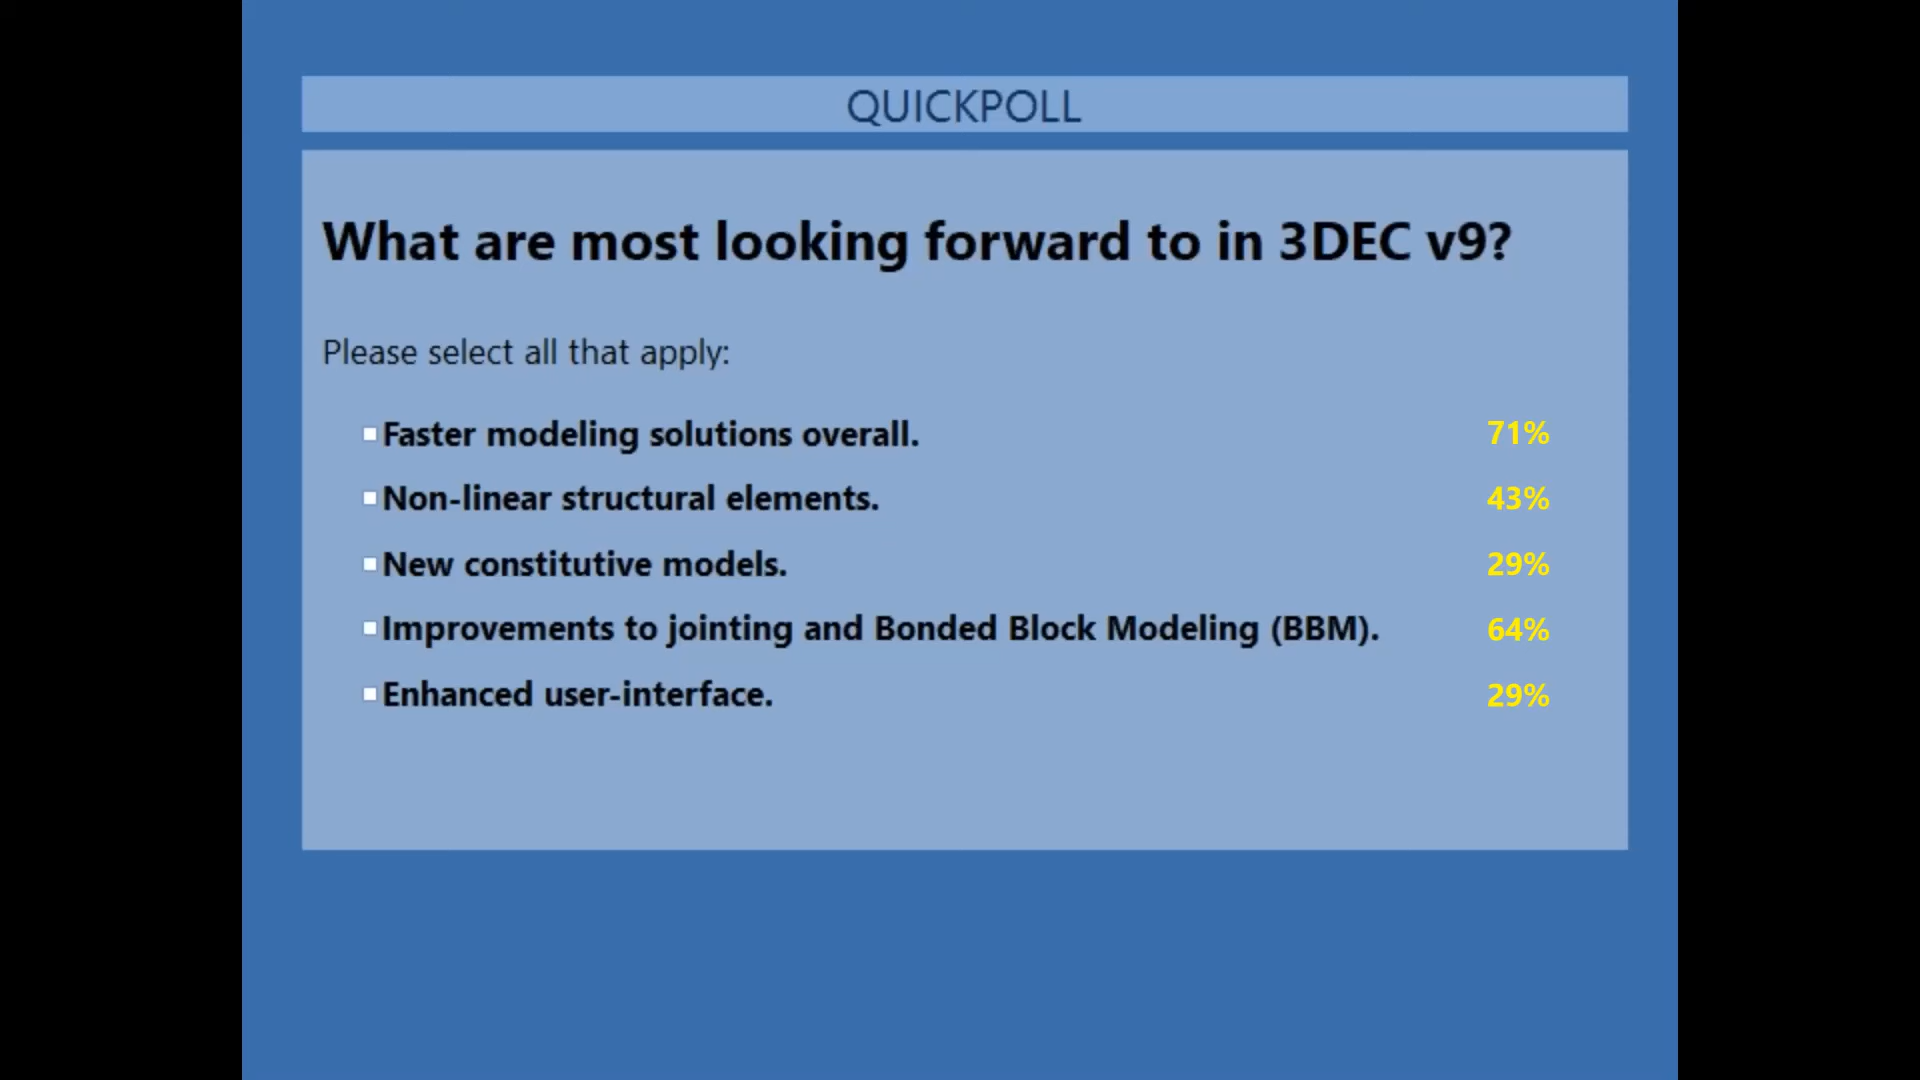 QUICKPOLL
What are most looking forward to in 3DEC v9?
Please select all that apply:
Faster modeling solutions overall. 71%
Non-linear structural elements. 43%
New constitutive models. 29%
Improvements to jointing and Bonded Block Modeling (BBM). 64%
Enhanced user-interface. 29%